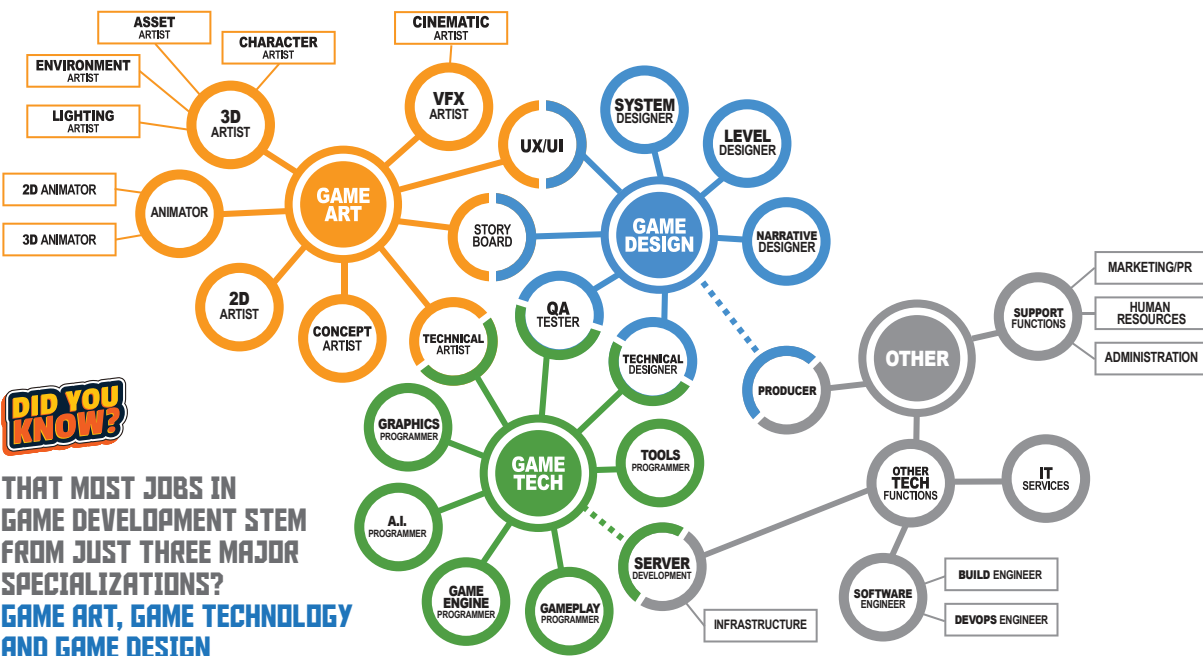 ASSET
ARTIST
CHARACTER
ARTIST
ENVIRONMENT
ARTIST
LIGHTING
ARTIST
3D
ARTIST
CINEMATIC
ARTIST
VFX
ARTIST
2D ANIMATOR
3D ANIMATOR
ANIMATOR
GAME
ART
2D
ARTIST
CONCEPT
ARTIST
UX/UI
STORY
BOARD
TECHNICAL
ARTIST
SYSTEM
DESIGNER
LEVEL
DESIGNER
GAME
DESIGN
NARRATIVE
DESIGNER
QA
TESTER
TECHNICAL
DESIGNER
PRODUCER
OTHER
SUPPORT
FUNCTIONS
MARKETING/PR
HUMAN
RESOURCES
ADMINISTRATION
GRAPHICS
PROGRAMMER
GAME
TECH
TOOLS
PROGRAMMER
A.I.
PROGRAMMER
GAME
ENGINE
PROGRAMMER
GAMEPLAY
PROGRAMMER
SERVER
DEVELOPMENT
INFRASTRUCTURE
OTHER
TECH
FUNCTIONS
IT
SERVICES
SOFTWARE
ENGINEER
BUILD ENGINEER
DEVOPS ENGINEER
DID YOU
KNOW?
THAT MOST JOBS IN
GAME DEVELOPMENT STEM
FROM JUST THREE MAJOR
SPECIALIZATIONS?
GAME ART, GAME TECHNOLOGY
AND GAME DESIGN